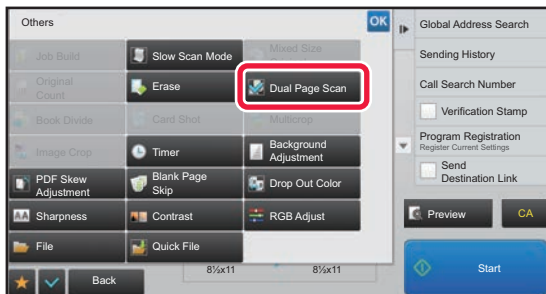 Others
OK
Job Build
Slow Scan Mode
Mixed Size
Original
Count
Erase
Dual Page Scan
Book Divide
Card Shot
Multicrop
Image Crop
Timer
Background
Adjustment
PDF Skew
Adjustment
Blank Page
Skip
Drop Out Color
AA
Sharpness
Contrast
RGB Adjust
File
Quick File
Back
8½x11
8½x11
Global Address Search
Sending History
Call Search Number
Verification Stamp
Program Registration
Register Current Settings
Send
Destination Link
Preview
CA
Start